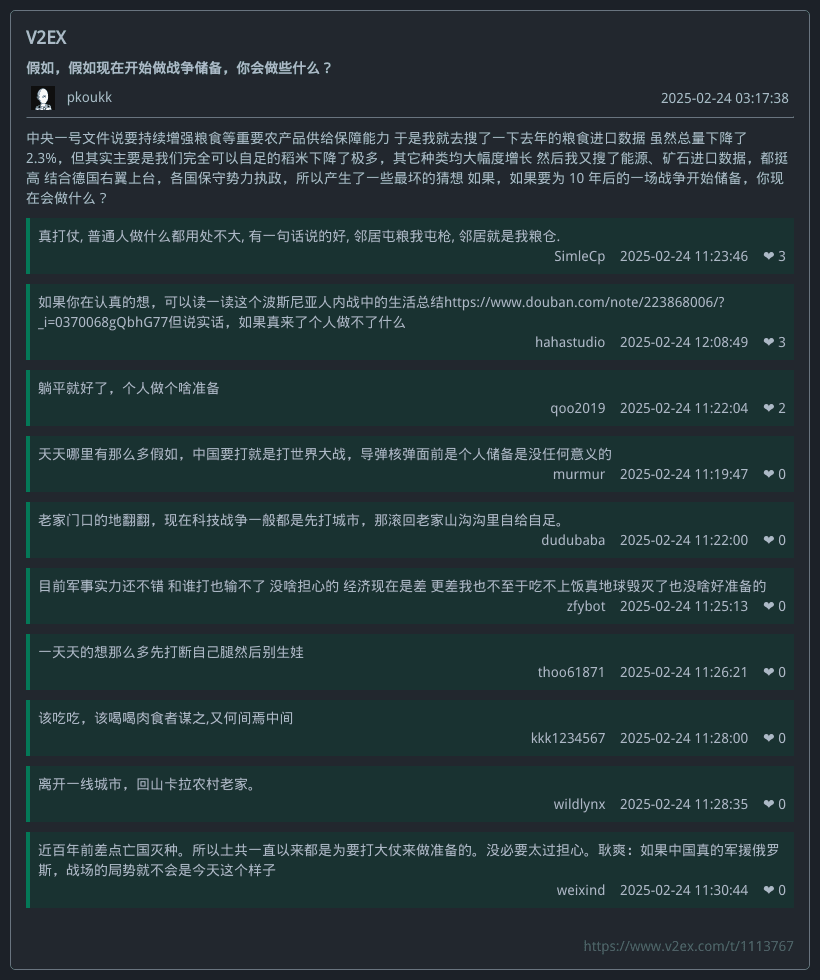 V2EX
假如，假如现在开始做战争储备，你会做些什么？
pkoukk
2025-02-24 03:17:38
中央一号文件说要持续增强粮食等重要农产品供给保障能力 于是我就去搜了一下去年的粮食进口数据 虽然总量下降了
2.3%，但其实主要是我们完全可以自足的稻米下降了极多，其它种类均大幅度增长 然后我又搜了能源、矿石进口数据，都挺
高 结合德国右翼上台，各国保守势力执政，所以产生了一些最坏的猜想 如果，如果要为 10 年后的一场战争开始储备，你现
在会做什么？
真打仗, 普通人做什么都用处不大, 有一句话说的好, 邻居屯粮我屯枪, 邻居就是我粮仓.
SimleCp 2025-02-24 11:23:46 ❤ 3
如果你在认真的想，可以读一读这个波斯尼亚人内战中的生活总结https://www.douban.com/note/223868006/?
_i=0370068gQbhG77但说实话，如果真来了个人做不了什么
hahastudio 2025-02-24 12:08:49 ❤ 3
躺平就好了，个人做个啥准备
qoo2019 2025-02-24 11:22:04 ❤ 2
天天哪里有那么多假如，中国要打就是打世界大战，导弹核弹面前是个人储备是没任何意义的
murmur 2025-02-24 11:19:47 ❤ 0
老家门口的地翻翻，现在科技战争一般都是先打城市，那滚回老家山沟沟里自给自足。
dudubaba 2025-02-24 11:22:00 ❤ 0
目前军事实力还不错 和谁打也输不了 没啥担心的 经济现在是差 更差我也不至于吃不上饭真地球毁灭了也没啥好准备的
zfybot 2025-02-24 11:25:13 ❤ 0
一天天的想那么多先打断自己腿然后别生娃
thoo61871 2025-02-24 11:26:21 ❤ 0
该吃吃，该喝喝肉食者谋之,又何间焉中间
kkk1234567 2025-02-24 11:28:00 ❤ 0
离开一线城市，回山卡拉农村老家。
wildlynx 2025-02-24 11:28:35 ❤ 0
近百年前差点亡国灭种。所以土共一直以来都是为要打大仗来做准备的。没必要太过担心。耿爽：如果中国真的军援俄罗
斯，战场的局势就不会是今天这个样子
weixind 2025-02-24 11:30:44 ❤ 0
https://www.v2ex.com/t/1113767